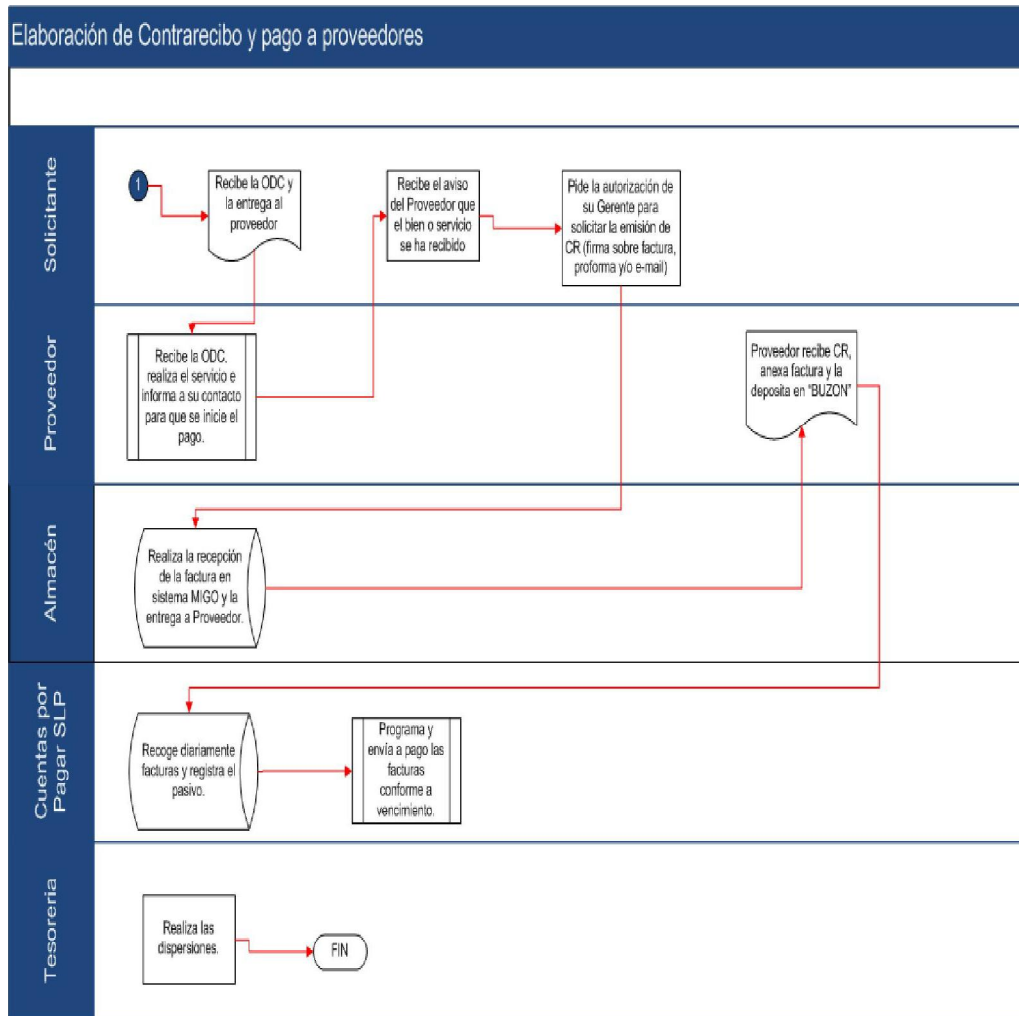 Elaboración de Contrarecibo y pago a proveedores
Solicitante
1
Recibe la ODC y
la entrega al
proveedor
Recibe el aviso
del Proveedor que
el bien o servicio
se ha recibido
Pide la autorización de
su Gerente para
solicitar la emisión de
CR (firma sobre factura,
proforma y/o e-mail)
Proveedor
Recibe la ODC,
realiza el servicio e
informa a su contacto
para que se inicie el
pago.
Proveedor recibe CR,
anexa factura y la
deposita en "BUZON"
Almacén
Realiza la recepción
de la factura en
sistema MIGO y la
entrega a Proveedor.
Cuentas por
Pagar SLP
Recoge diariamente
facturas y registra el
pasivo.
Programa y
envía a pago las
facturas
conforme a
vencimiento.
Tesoreria
Realiza las
dispersiones.
FIN